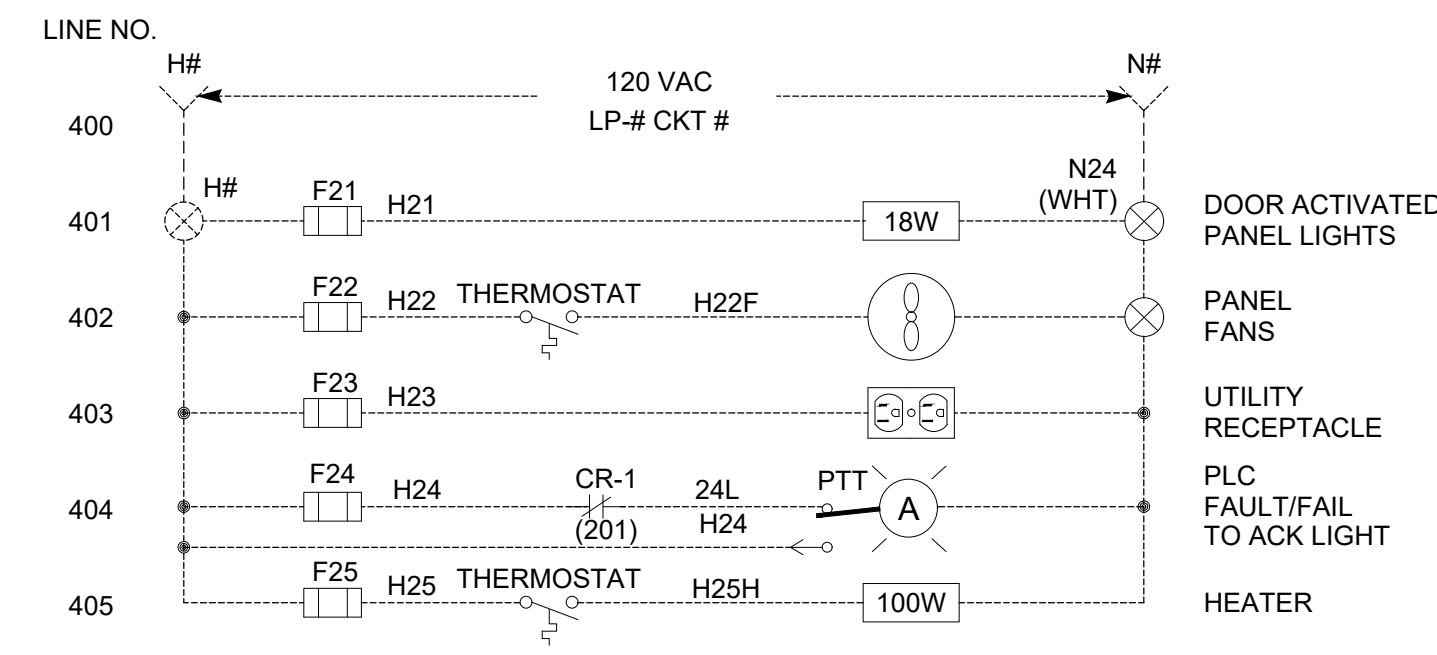 LINE NO.
H#
120 VAC
N#
400
LP-# CKT #
401
H#
F21
H21
18W
N24
(WHT)
DOOR ACTIVATED
PANEL LIGHTS
402
F22
H22
THERMOSTAT
H22F
PANEL
FANS
403
F23
H23
UTILITY
RECEPTACLE
404
F24
H24
CR-1
(201)
24L
H24
PTT
A
PLC
FAULT/FAIL
TO ACK LIGHT
405
F25
H25
THERMOSTAT
H25H
100W
HEATER